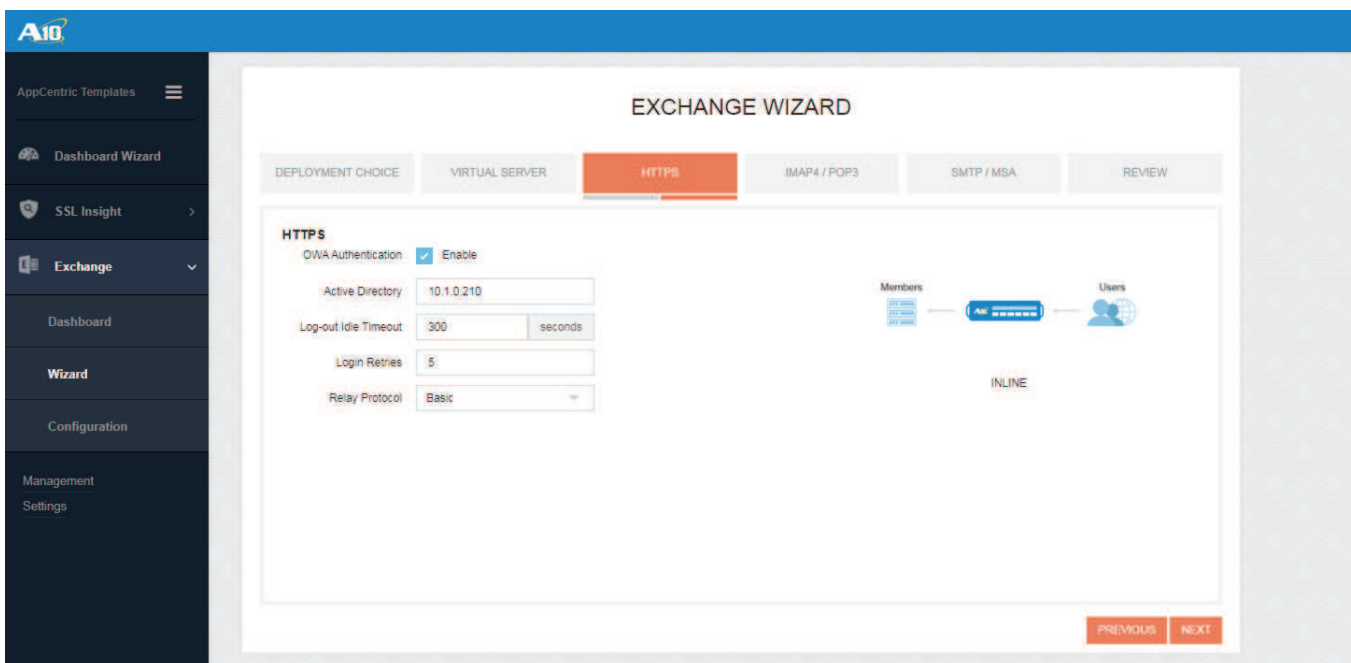 A10
AppCentric Templates
Dashboard Wizard
SSL Insight
Exchange
Dashboard
Wizard
Configuration
Management
Settings
EXCHANGE WIZARD
DEPLOYMENT CHOICE
VIRTUAL SERVER
HTTPS
IMAP4 / POP3
SMTP / MSA
REVIEW
HTTPS
OWA Authentication Enable
Active Directory 10.1.0.210
Log-out Idle Timeout 300 seconds
Login Retries 5
Relay Protocol Basic
Members
Users
A10
INLINE
PREVIOUS
NEXT